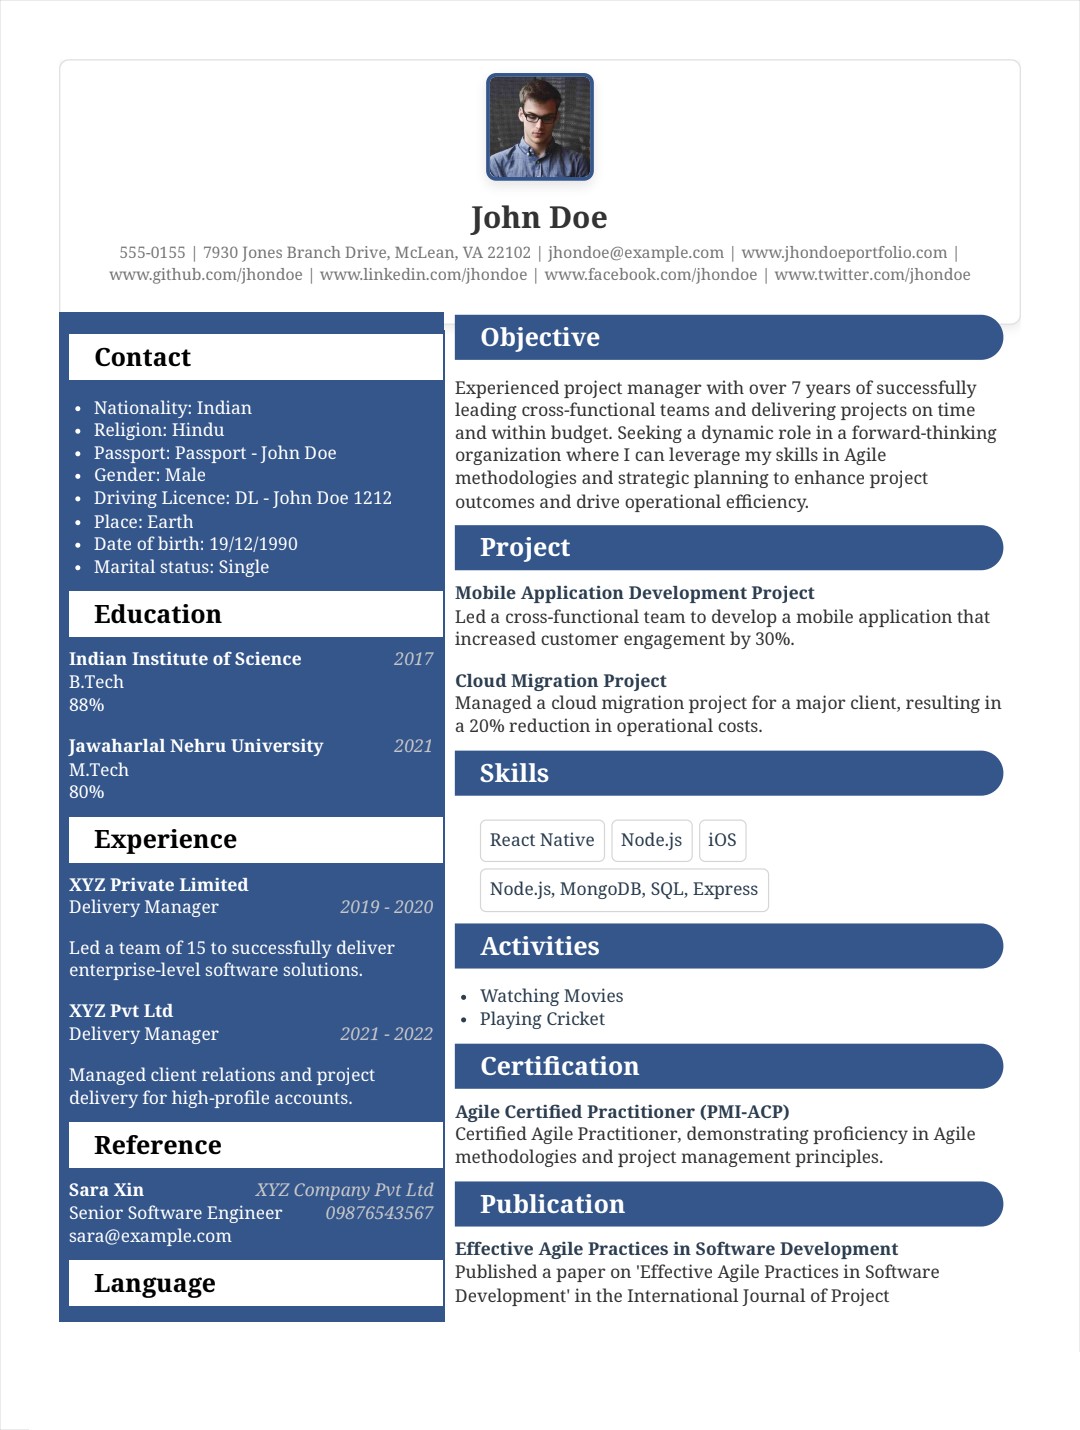 John Doe
555-0155 | 7930 Jones Branch Drive, McLean, VA 22102 | jhondoe@example.com | www.jhondoeportfolio.com |
www.github.com/jhondoe | www.linkedin.com/jhondoe | www.facebook.com/jhondoe | www.twitter.com/jhondoe
Contact
• Nationality: Indian
• Religion: Hindu
• Passport: Passport - John Doe
• Gender: Male
• Driving Licence: DL - John Doe 1212
• Place: Earth
• Date of birth: 19/12/1990
• Marital status: Single
Education
Indian Institute of Science 2017
B.Tech
88%
Jawaharlal Nehru University 2021
M.Tech
80%
Experience
XYZ Private Limited
Delivery Manager 2019 - 2020
Led a team of 15 to successfully deliver
enterprise-level software solutions.
XYZ Pvt Ltd
Delivery Manager 2021 - 2022
Managed client relations and project
delivery for high-profile accounts.
Reference
Sara Xin XYZ Company Pvt Ltd
Senior Software Engineer 09876543567
sara@example.com
Language
Objective
Experienced project manager with over 7 years of successfully
leading cross-functional teams and delivering projects on time
and within budget. Seeking a dynamic role in a forward-thinking
organization where I can leverage my skills in Agile
methodologies and strategic planning to enhance project
outcomes and drive operational efficiency.
Project
Mobile Application Development Project
Led a cross-functional team to develop a mobile application that
increased customer engagement by 30%.
Cloud Migration Project
Managed a cloud migration project for a major client, resulting in
a 20% reduction in operational costs.
Skills
React Native Node.js iOS
Node.js, MongoDB, SQL, Express
Activities
• Watching Movies
• Playing Cricket
Certification
Agile Certified Practitioner (PMI-ACP)
Certified Agile Practitioner, demonstrating proficiency in Agile
methodologies and project management principles.
Publication
Effective Agile Practices in Software Development
Published a paper on 'Effective Agile Practices in Software
Development' in the International Journal of Project